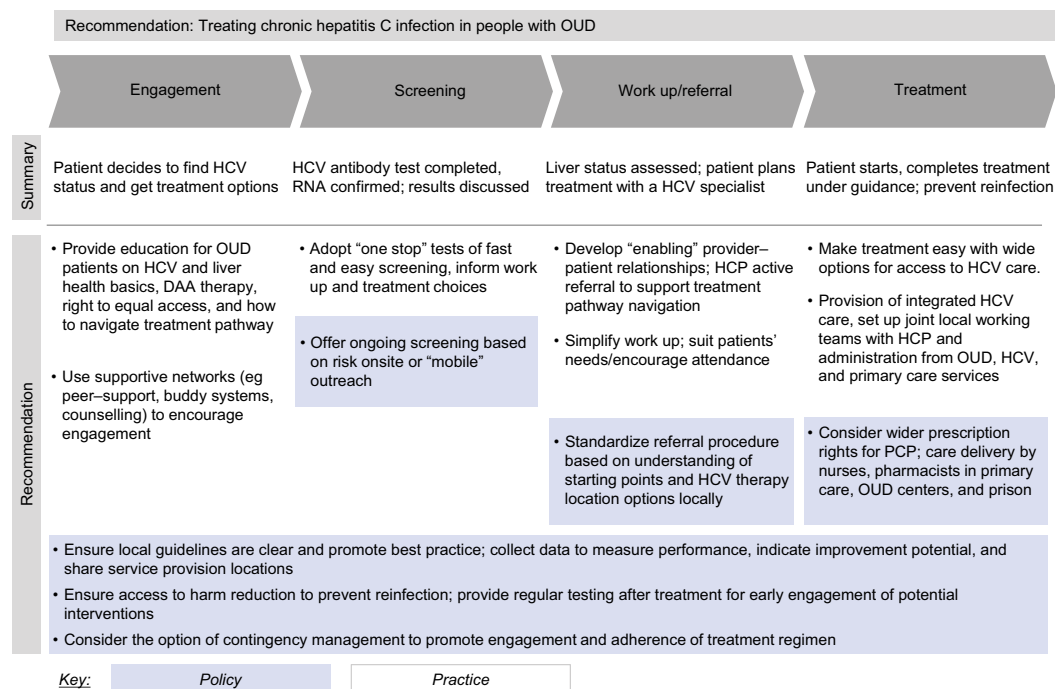 Recommendation: Treating chronic hepatitis C infection in people with OUD
Engagement
Screening
Work up/referral
Treatment
Summary
Patient decides to find HCV
status and get treatment options
HCV antibody test completed,
RNA confirmed; results discussed
Liver status assessed; patient plans
treatment with a HCV specialist
Patient starts, completes treatment
under guidance; prevent reinfection
Recommendation
• Provide education for OUD
patients on HCV and liver
health basics, DAA therapy,
right to equal access, and how
to navigate treatment pathway
• Use supportive networks (eg
peer–support, buddy systems,
counselling) to encourage
engagement
• Adopt “one stop” tests of fast
and easy screening, inform work
up and treatment choices
• Offer ongoing screening based
on risk onsite or “mobile”
outreach
• Develop “enabling” provider–
patient relationships; HCP active
referral to support treatment
pathway navigation
• Simplify work up; suit patients’
needs/encourage attendance
• Standardize referral procedure
based on understanding of
starting points and HCV therapy
location options locally
• Make treatment easy with wide
options for access to HCV care.
• Provision of integrated HCV
care, set up joint local working
teams with HCP and
administration from OUD, HCV,
and primary care services
• Consider wider prescription
rights for PCP; care delivery by
nurses, pharmacists in primary
care, OUD centers, and prison
• Ensure local guidelines are clear and promote best practice; collect data to measure performance, indicate improvement potential, and
share service provision locations
• Ensure access to harm reduction to prevent reinfection; provide regular testing after treatment for early engagement of potential
interventions
• Consider the option of contingency management to promote engagement and adherence of treatment regimen
Key:
Policy
Practice